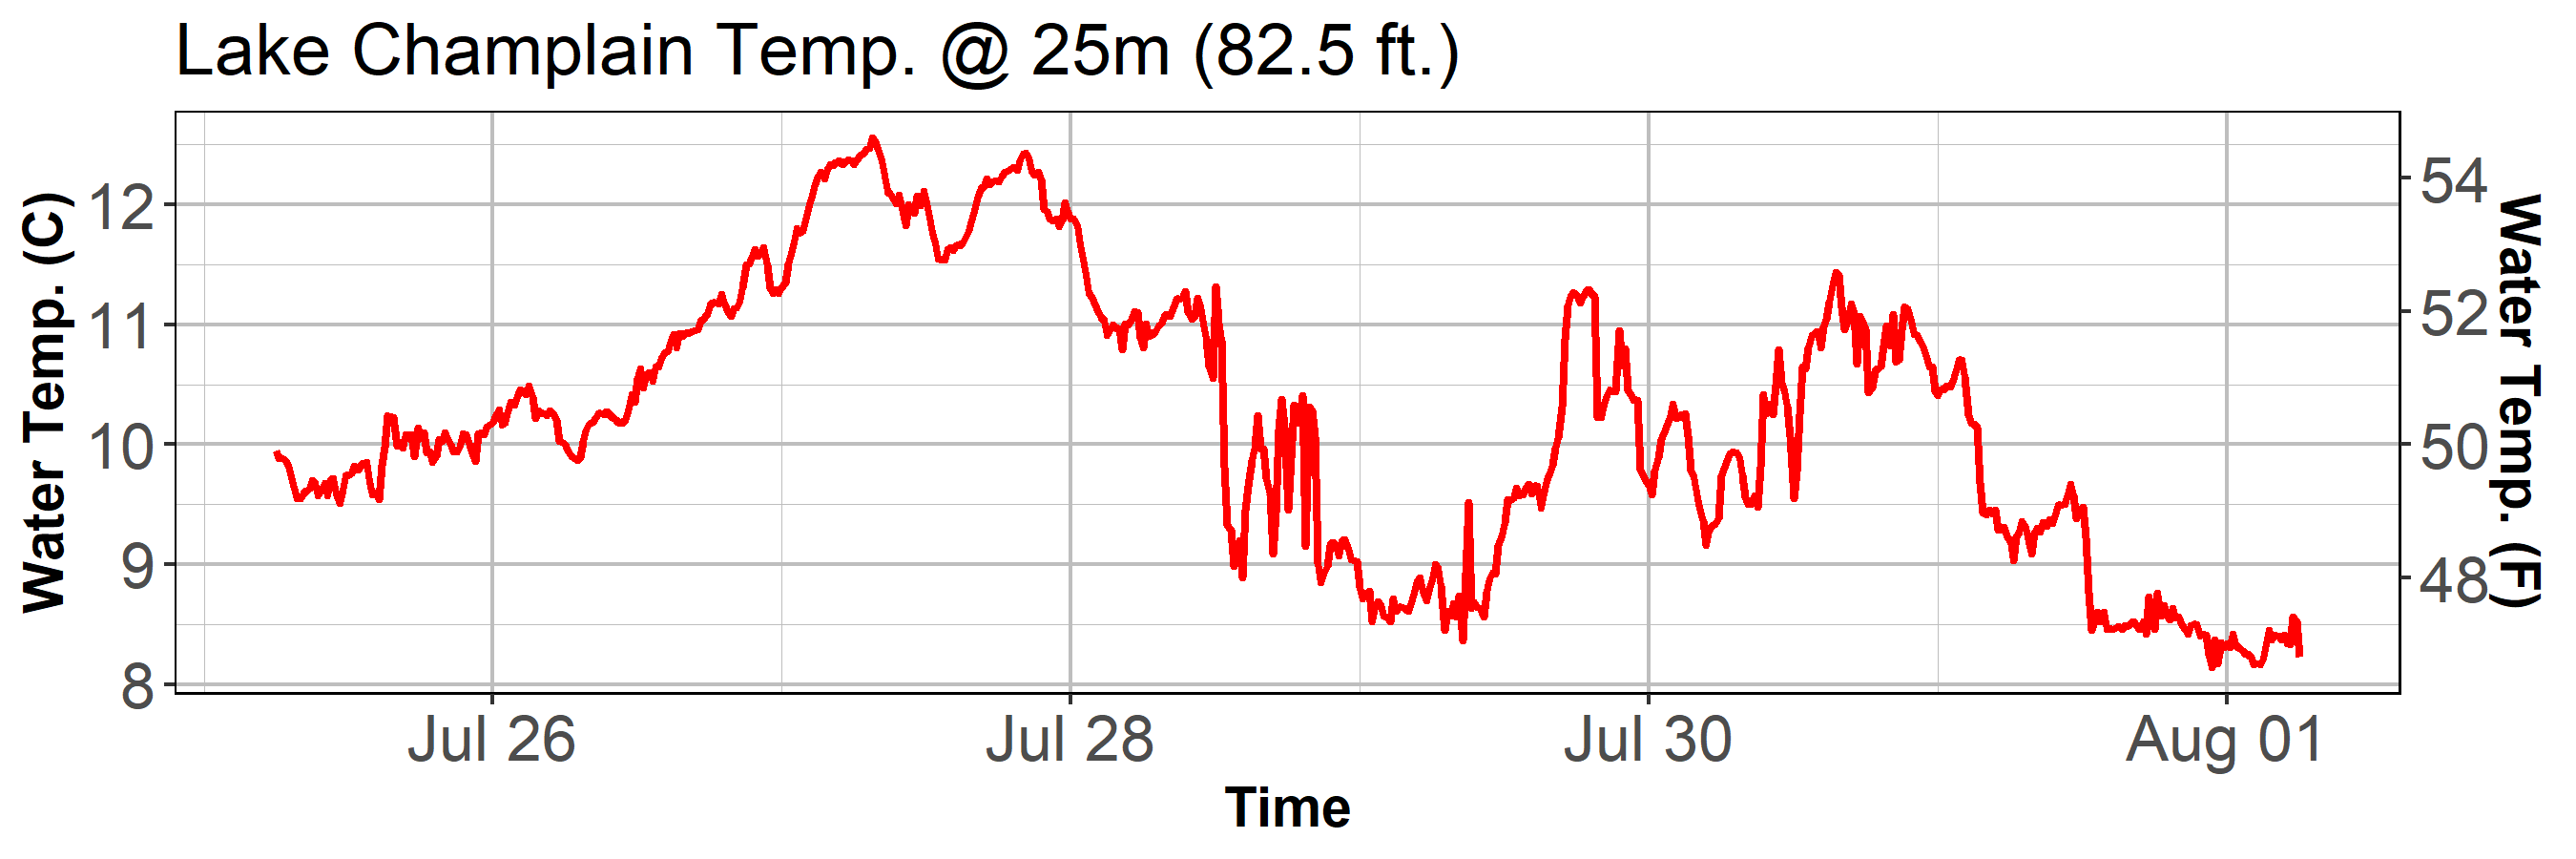 Lake Champlain Temp. @ 25m (82.5 ft.)
Water Temp. (C)
12
11
10
9
8
54
52
50
48
Water Temp. (F)
Jul 26
Jul 28
Jul 30
Aug 01
Time